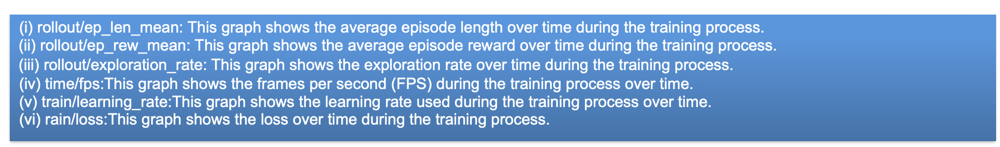 (i) rollout/ep_len_mean: This graph shows the average episode length over time during the training process.
(ii) rollout/ep_rew_mean: This graph shows the average episode reward over time during the training process.
(iii) rollout/exploration_rate: This graph shows the exploration rate over time during the training process.
(iv) time/fps:This graph shows the frames per second (FPS) during the training process over time.
(v) train/learning_rate:This graph shows the learning rate used during the training process over time.
(vi) rain/loss:This graph shows the loss over time during the training process.